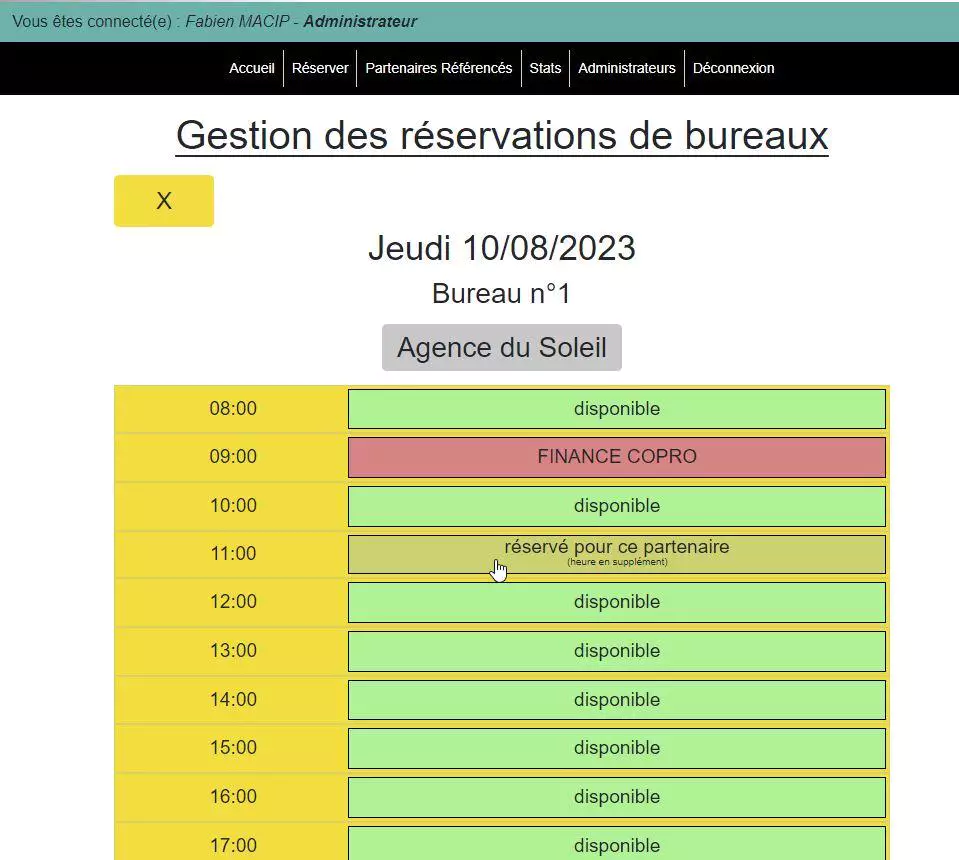 Vous êtes connecté(e) : Fabien MACIP - Administrateur
Accueil Réserver Partenaires Référencés Stats Administrateurs Déconnexion
Gestion des réservations de bureaux
X
Jeudi 10/08/2023
Bureau n°1
Agence du Soleil
08:00 disponible
09:00 FINANCE COPRO
10:00 disponible
11:00 réservé pour ce partenaire
(heure en supplément)
12:00 disponible
13:00 disponible
14:00 disponible
15:00 disponible
16:00 disponible
17:00 disponible